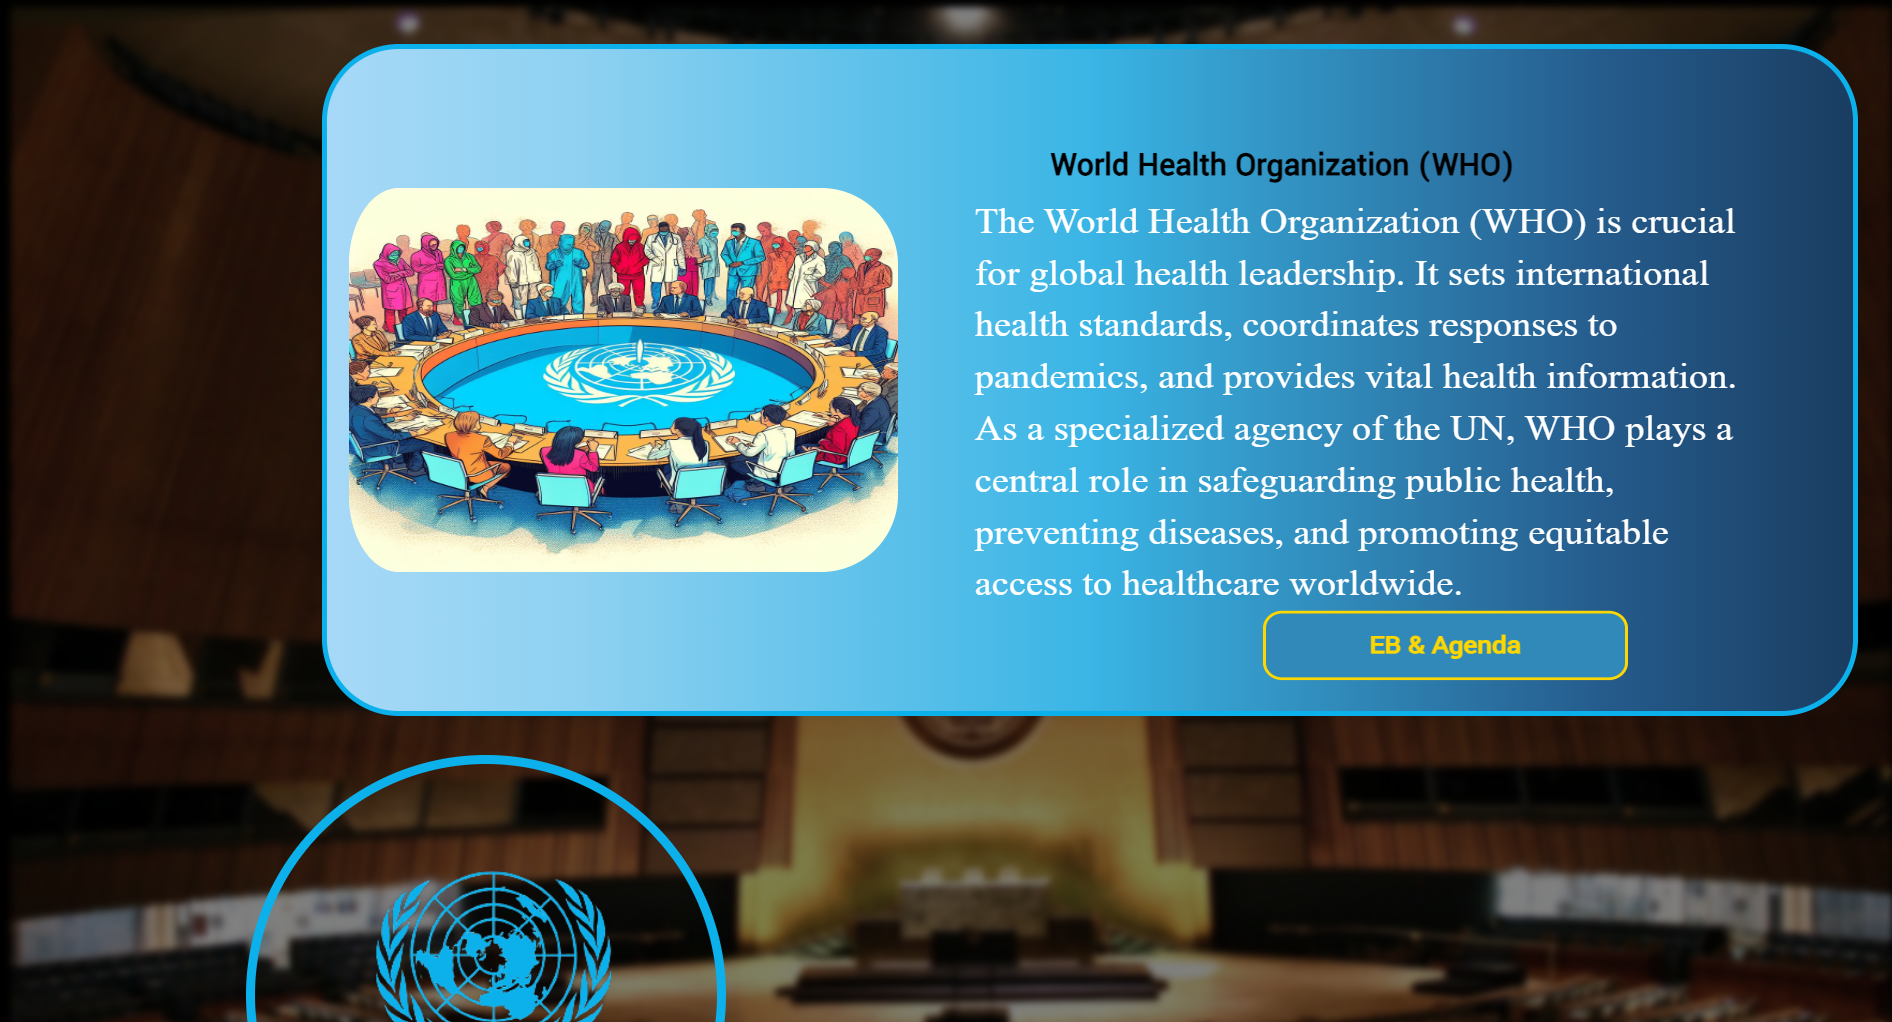 World Health Organization (WHO)
The World Health Organization (WHO) is crucial
for global health leadership. It sets international
health standards, coordinates responses to
pandemics, and provides vital health information.
As a specialized agency of the UN, WHO plays a
central role in safeguarding public health,
preventing diseases, and promoting equitable
access to healthcare worldwide.
EB & Agenda